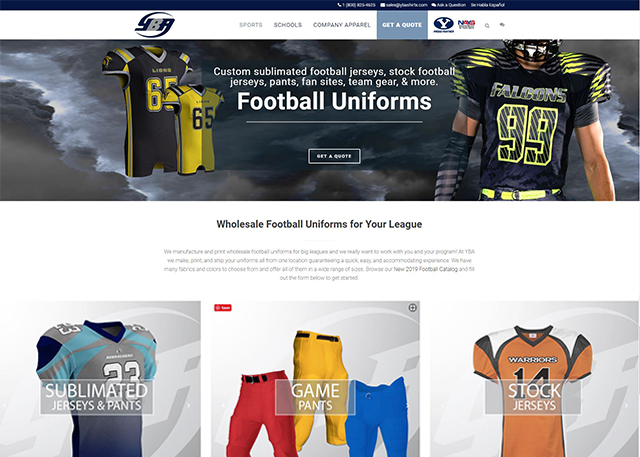 1 (800) 825-4625 sales@ybashirts.com Ask a Question Se Habla Español
YBA
SPORTS SCHOOLS COMPANY APPAREL GET A QUOTE
LIONS
65
65
Custom sublimated football jerseys, stock football
jerseys, pants, fan sites, team gear, & more.
Football Uniforms
GET A QUOTE
FALCONS
99
Wholesale Football Uniforms for Your League
We manufacture and print wholesale football uniforms for big leagues and we really want to work with you and your program! At YBA
we make, print, and ship your uniforms all from one location guaranteeing a quick, easy, and accommodating experience. We have
many fabrics and colors to choose from and offer all of them in a wide range of sizes. Browse our New 2019 Football Catalog and fill
out the form below to get started.
Save
23
SUBLIMATED
JERSEYS & PANTS
GAME
PANTS
WARRIORS
14
STOCK
JERSEYS